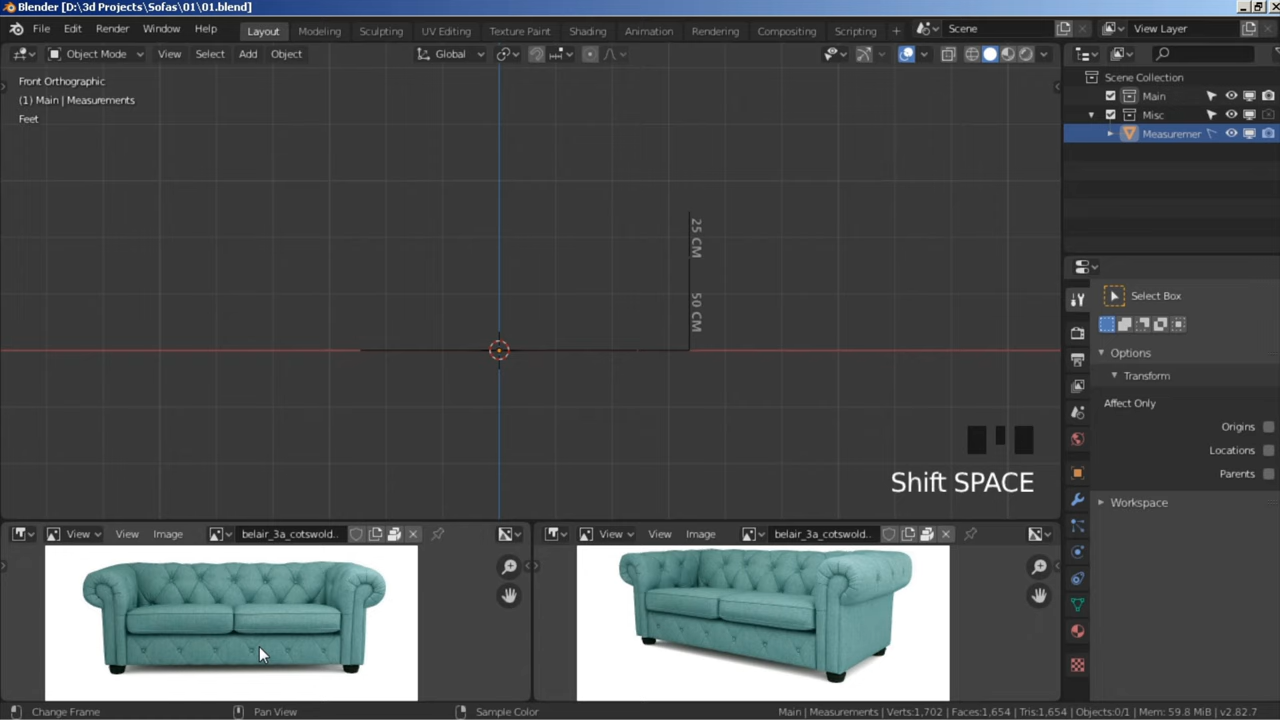 Blender [D:\3d Projects\Sofas\01\01.blend]
File Edit Render Window Help Layout Modeling Sculpting UV Editing Texture Paint Shading Animation Rendering Compositing Scripting + Scene View Layer
Object Mode View Select Add Object Global
Front Orthographic
(1) Main | Measurements
Feet
25 CM
50 CM
Shift SPACE
Scene Collection
Main
Misc
Measuremer
Select Box
Options
Transform
Affect Only
Origins
Locations
Parents
Workspace
View View Image belair_3a_cotswold..
View View Image belair_3a_cotswold..
Change Frame Pan View Sample Color Main | Measurements | Verts:1,702 | Faces:1,654 | Tris:1,654 | Objects:0/1 | Mem: 59.8 MiB | v2.82.7